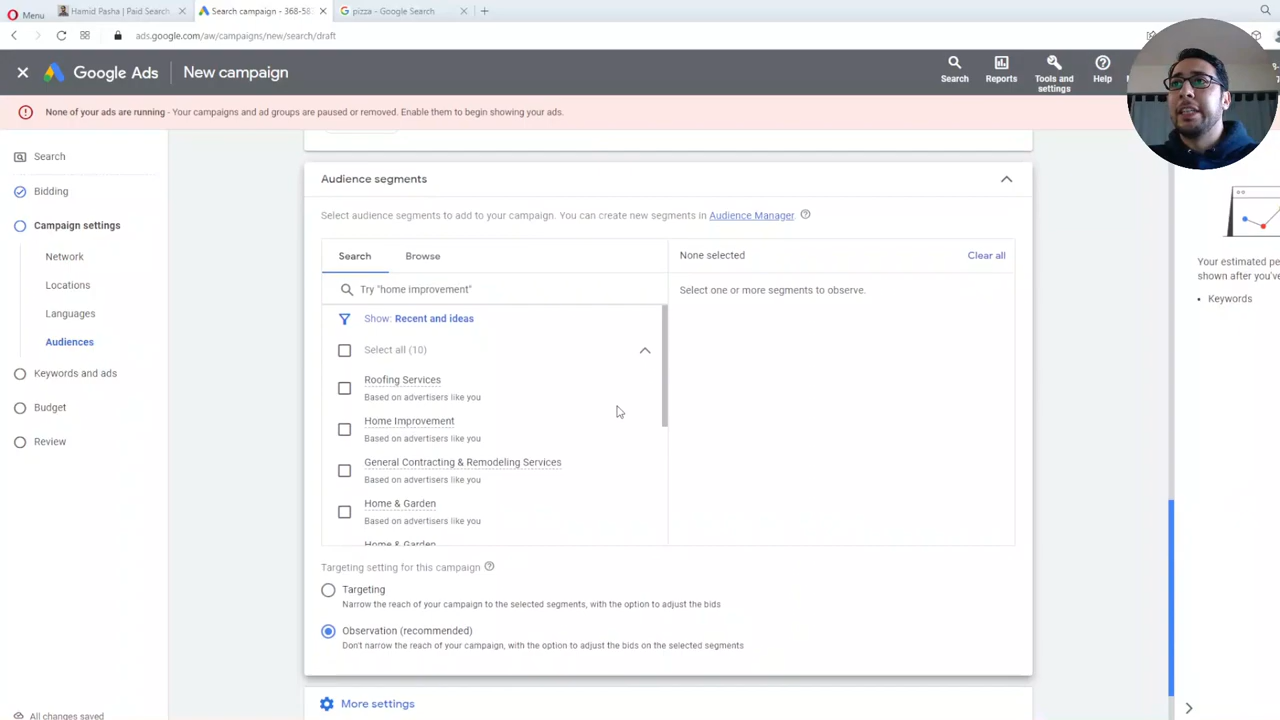 Menu
Hamid Pasha | Paid Search
Search campaign - 368-58
pizza - Google Search
ads.google.com/aw/campaigns/new/search/draft
Google Ads
New campaign
Search
Reports
Tools and settings
Help
None of your ads are running - Your campaigns and ad groups are paused or removed. Enable them to begin showing your ads.
Search
Bidding
Campaign settings
Network
Locations
Languages
Audiences
Keywords and ads
Budget
Review
All changes saved
Audience segments
Select audience segments to add to your campaign. You can create new segments in Audience Manager.
Search
Browse
None selected
Clear all
Try "home improvement"
Select one or more segments to observe.
Show: Recent and ideas
Select all (10)
Roofing Services
Based on advertisers like you
Home Improvement
Based on advertisers like you
General Contracting & Remodeling Services
Based on advertisers like you
Home & Garden
Based on advertisers like you
Home & Garden
Targeting setting for this campaign
Targeting
Narrow the reach of your campaign to the selected segments, with the option to adjust the bids
Observation (recommended)
Don't narrow the reach of your campaign, with the option to adjust the bids on the selected segments
More settings
Your estimated pe
shown after you've
• Keywords